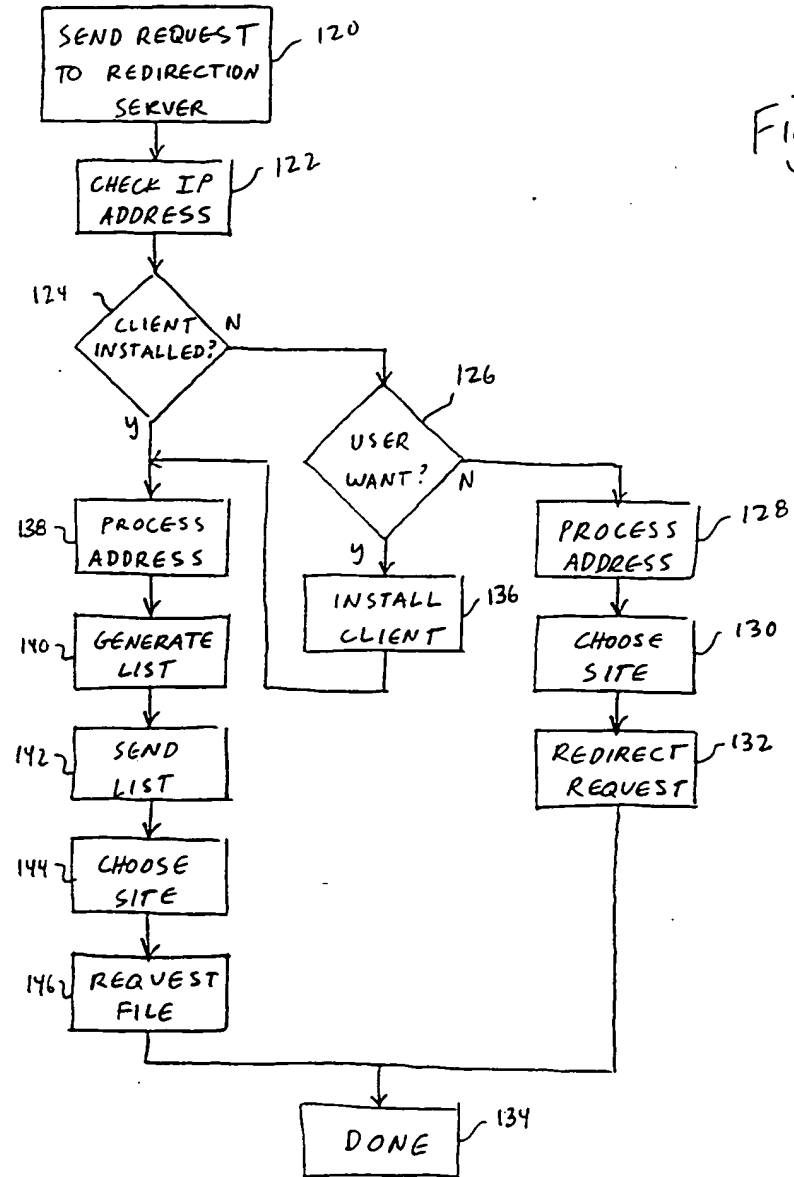 SEND REQUEST
TO REDIRECTION
SERVER
120
CHECK IP
ADDRESS
122
124
CLIENT
INSTALLED?
N
Y
126
USER
WANT?
N
Y
138
PROCESS
ADDRESS
INSTALL
CLIENT
136
PROCESS
ADDRESS
128
140
GENERATE
LIST
CHOOSE
SITE
130
142
SEND
LIST
REDIRECT
REQUEST
132
144
CHOOSE
SITE
146
REQUEST
FILE
DONE
134